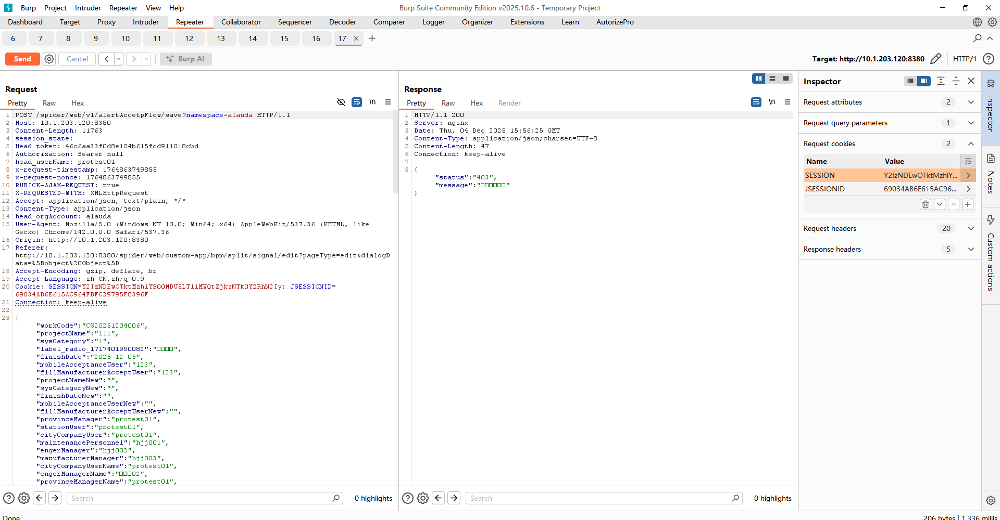 Burp Project Intruder Repeater View Help
Burp Suite Community Edition v2025.10.6 - Temporary Project
Dashboard Target Proxy Intruder Repeater Collaborator Sequencer Decoder Comparer Logger Organizer Extensions Learn AutorizePro
6 7 8 9 10 11 12 13 14 15 16 17
Send Cancel Burp AI
Target: http://10.1.203.120:8380 HTTP/1
Request
Pretty Raw Hex
\n
1 POST /spider/web/v1/alertAccetpFlow/save?namespace=alauda HTTP/1.1
2 Host: 10.1.203.120:8380
3 Content-Length: 11763
4 session_state:
5 Head_token: 46c6aa33f0d8e104b615fcd911018cbd
6 Authorization: Bearer null
7 head_userName: protest01
8 x-request-timestamp: 1764863749855
9 x-request-nonce: 1764863749855
10 RUBICK-AJAX-REQUEST: true
11 X-REQUESTED-WITH: XMLHttpRequest
12 Accept: application/json, text/plain, */*
13 Content-Type: application/json
14 head_orgAccount: alauda
15 User-Agent: Mozilla/5.0 (Windows NT 10.0; Win64; x64) AppleWebKit/537.36 (KHTML, like
Gecko) Chrome/142.0.0.0 Safari/537.36
16 Origin: http://10.1.203.120:8380
17 Referer:
http://10.1.203.120:8380/spider/web/custom-app/bpm/split/signal/edit?pageType=edit&dialogD
ata=%5Bobject%20Object%5D
18 Accept-Encoding: gzip, deflate, br
19 Accept-Language: zh-CN,zh;q=0.9
20 Cookie: SESSION=Y2IzNDEwOTktMzhiYS00MDU5LTliMWQtZjkzNTk0Y2RhN2Iy; JSESSIONID=
69034AB6E615AC964FBFC29795F8396F
21 Connection: keep-alive
22
23 {
"workCode":"CS20251204006",
"projectName":"111",
"sysCategory":"1",
"label_radio_1717401990082":"□□□□",
"finishDate":"2025-12-05",
"mobileAcceptanceUser":"123",
"fillManufacturerAcceptUser":"123",
"projectNameNew":"",
"sysCategoryNew":"",
"finishDateNew":"",
"mobileAcceptanceUserNew":"",
"fillManufacturerAcceptUserNew":"",
"provinceManager":"protest01",
"stationUser":"protest01",
"cityCompanyUser":"protest01",
"maintenancePersonnel":"hjj001",
"engerManager":"hjj002",
"manufacturerManager":"hjj003",
"cityCompanyUserName":"protest01",
"engerManagerName":"□□□02",
"provinceManagerName":"protest01",
Search 0 highlights
Response
Pretty Raw Hex Render
\n
1 HTTP/1.1 200
2 Server: nginx
3 Date: Thu, 04 Dec 2025 15:56:25 GMT
4 Content-Type: application/json;charset=UTF-8
5 Content-Length: 47
6 Connection: keep-alive
7
8 {
"status":"403",
"message":"□□□□□□"
}
Search 0 highlights
Inspector
Request attributes 2
Request query parameters 1
Request cookies 2
Name Value
SESSION Y2IzNDEwOTktMzhiY...
JSESSIONID 69034AB6E615AC96...
Request headers 20
Response headers 5
Inspector
Notes
Custom actions
Done
206 bytes | 1,336 millis